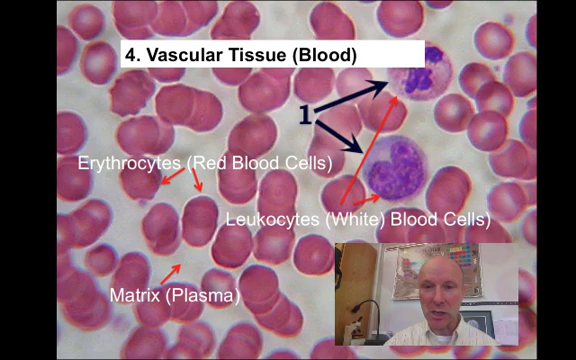 4. Vascular Tissue (Blood)
1
Erythrocytes (Red Blood Cells)
Leukocytes (White) Blood Cells)
Matrix (Plasma)